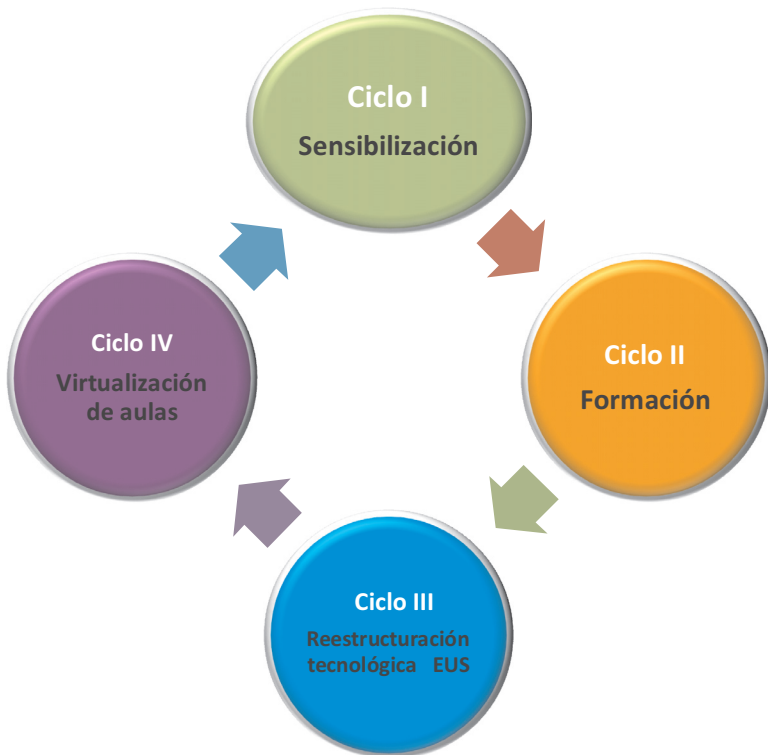 Ciclo I
Sensibilización
Ciclo II
Formación
Ciclo III
Reestructuración
tecnológica EUS
Ciclo IV
Virtualización
de aulas